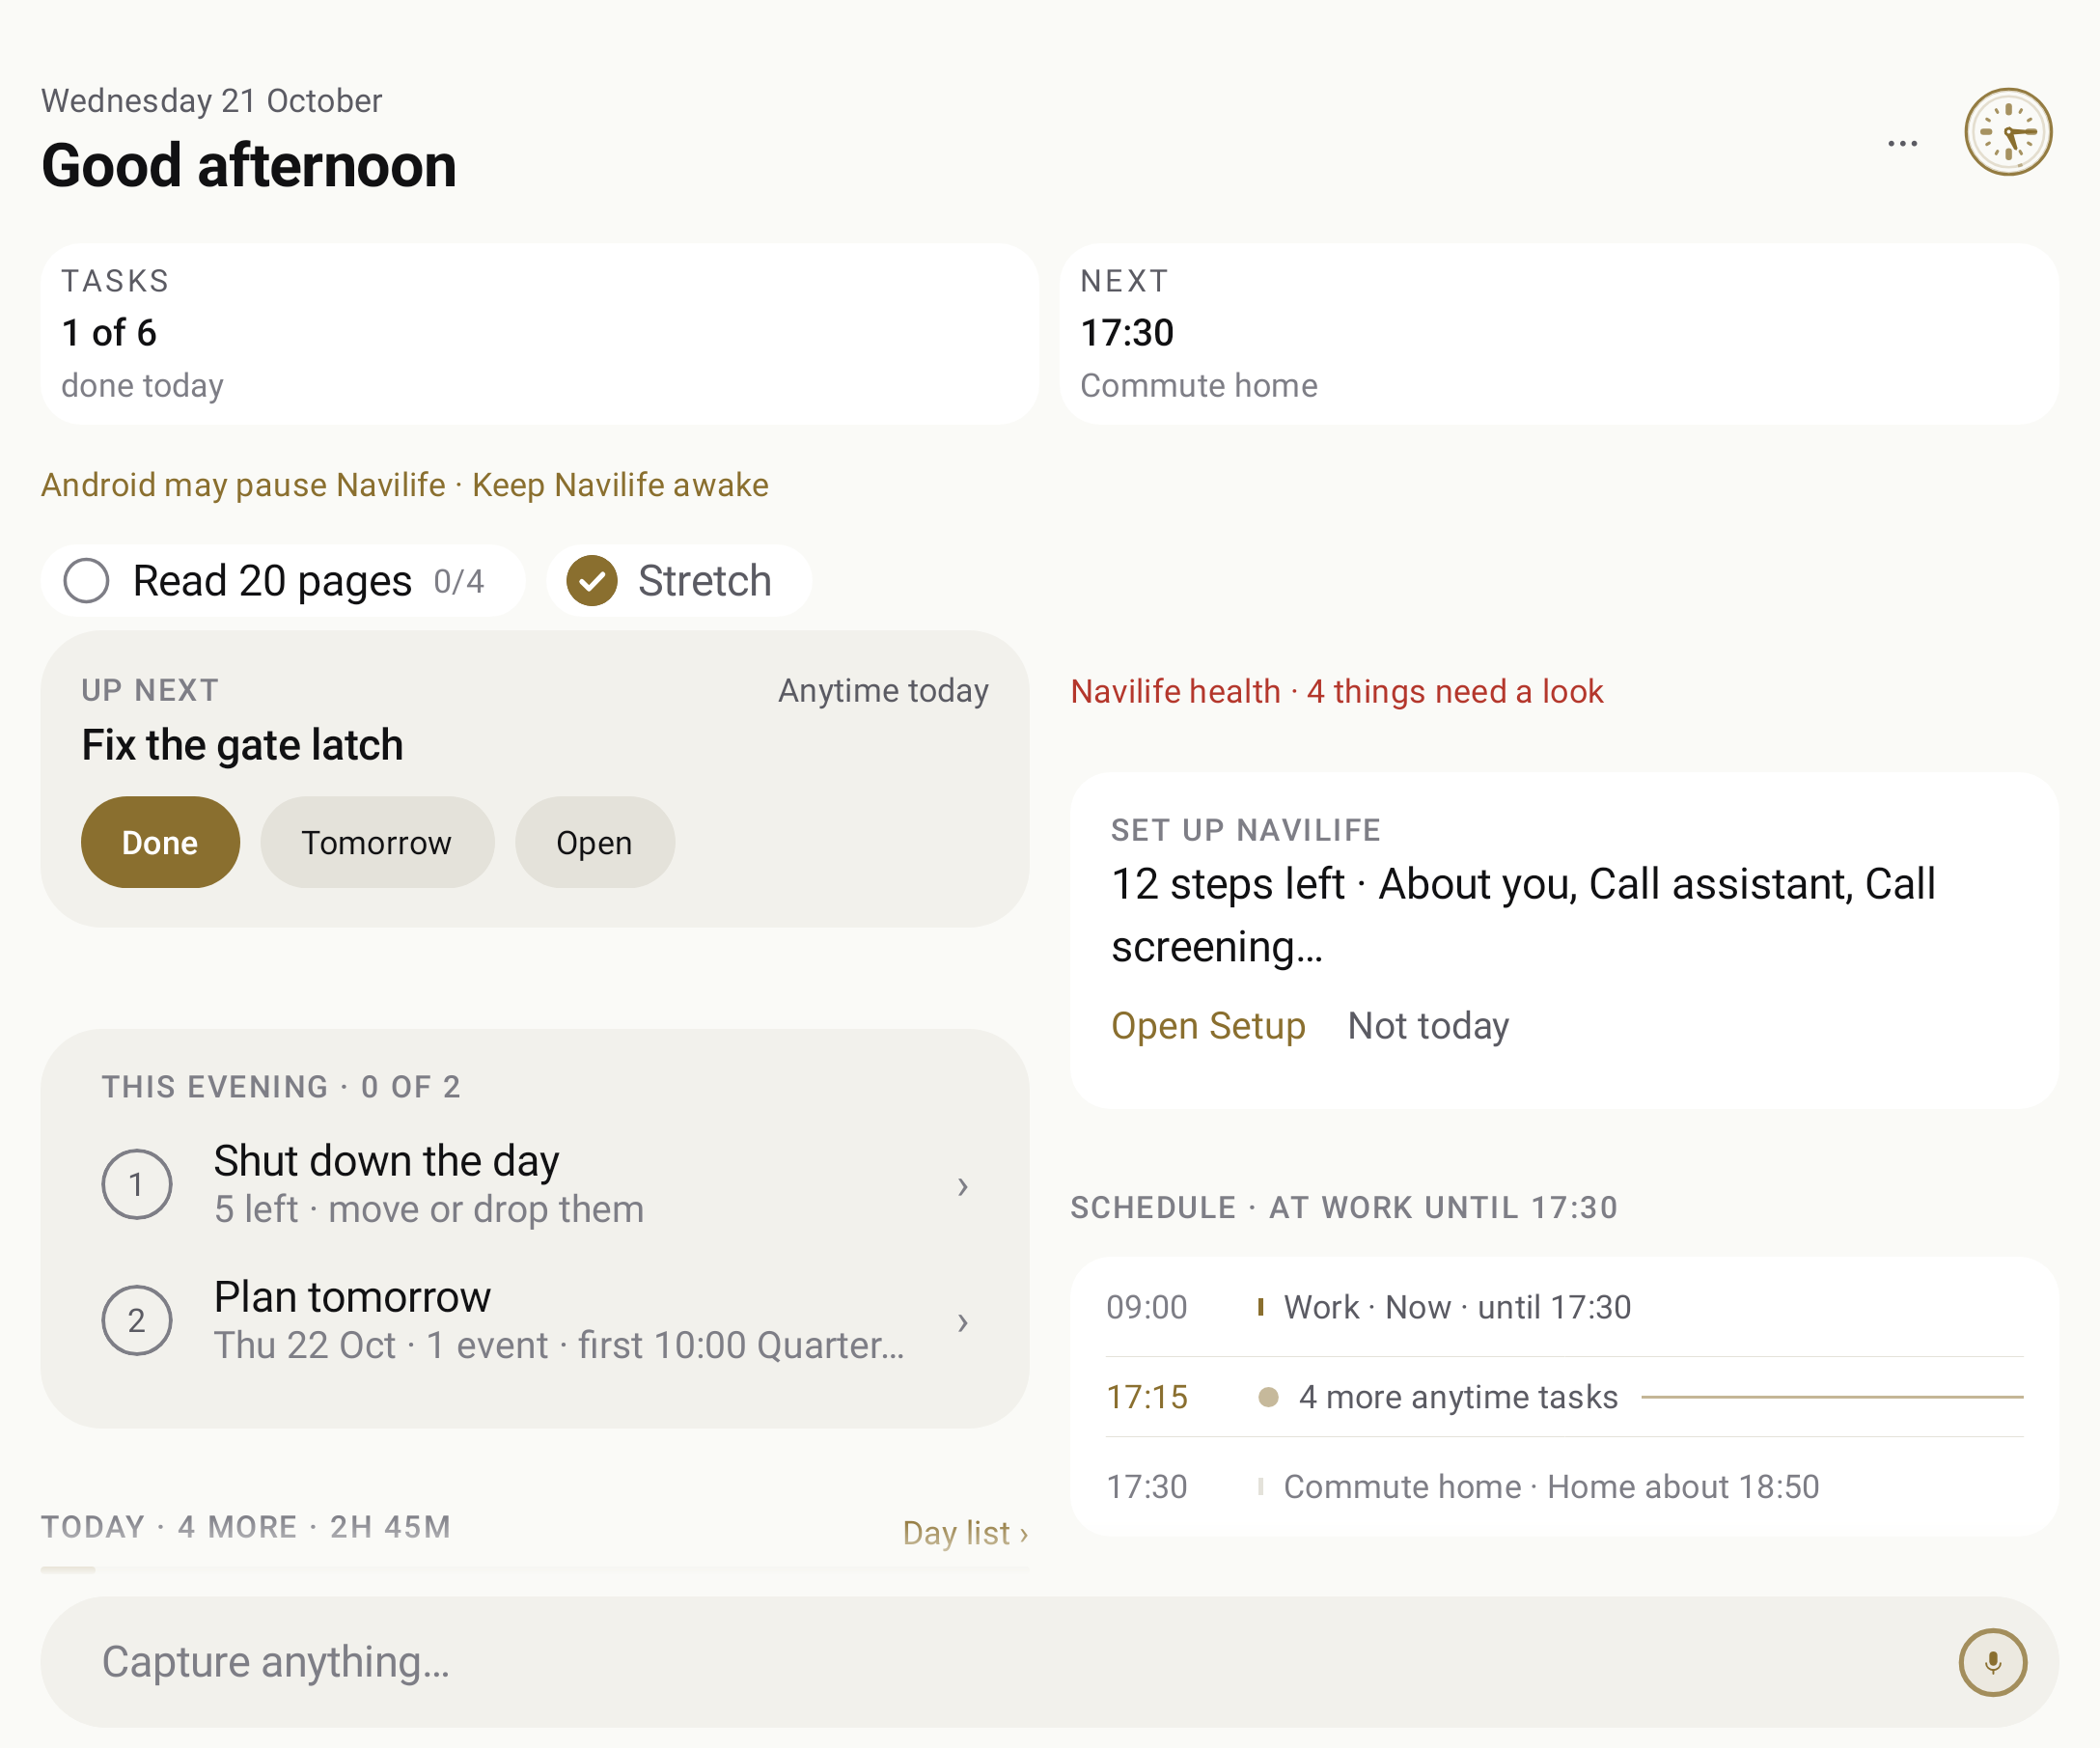 Wednesday 21 October
Good afternoon
...
TASKS
1 of 6
done today
NEXT
17:30
Commute home
Android may pause Navilife · Keep Navilife awake
Read 20 pages 0/4
Stretch
UP NEXT
Anytime today
Fix the gate latch
Done
Tomorrow
Open
THIS EVENING · 0 OF 2
1
Shut down the day
5 left · move or drop them
›
2
Plan tomorrow
Thu 22 Oct · 1 event · first 10:00 Quarter…
›
TODAY · 4 MORE · 2H 45M
Day list ›
Navilife health · 4 things need a look
SET UP NAVILIFE
12 steps left · About you, Call assistant, Call
screening…
Open Setup
Not today
SCHEDULE · AT WORK UNTIL 17:30
09:00 Work · Now · until 17:30
17:15 4 more anytime tasks
17:30 Commute home · Home about 18:50
Capture anything…